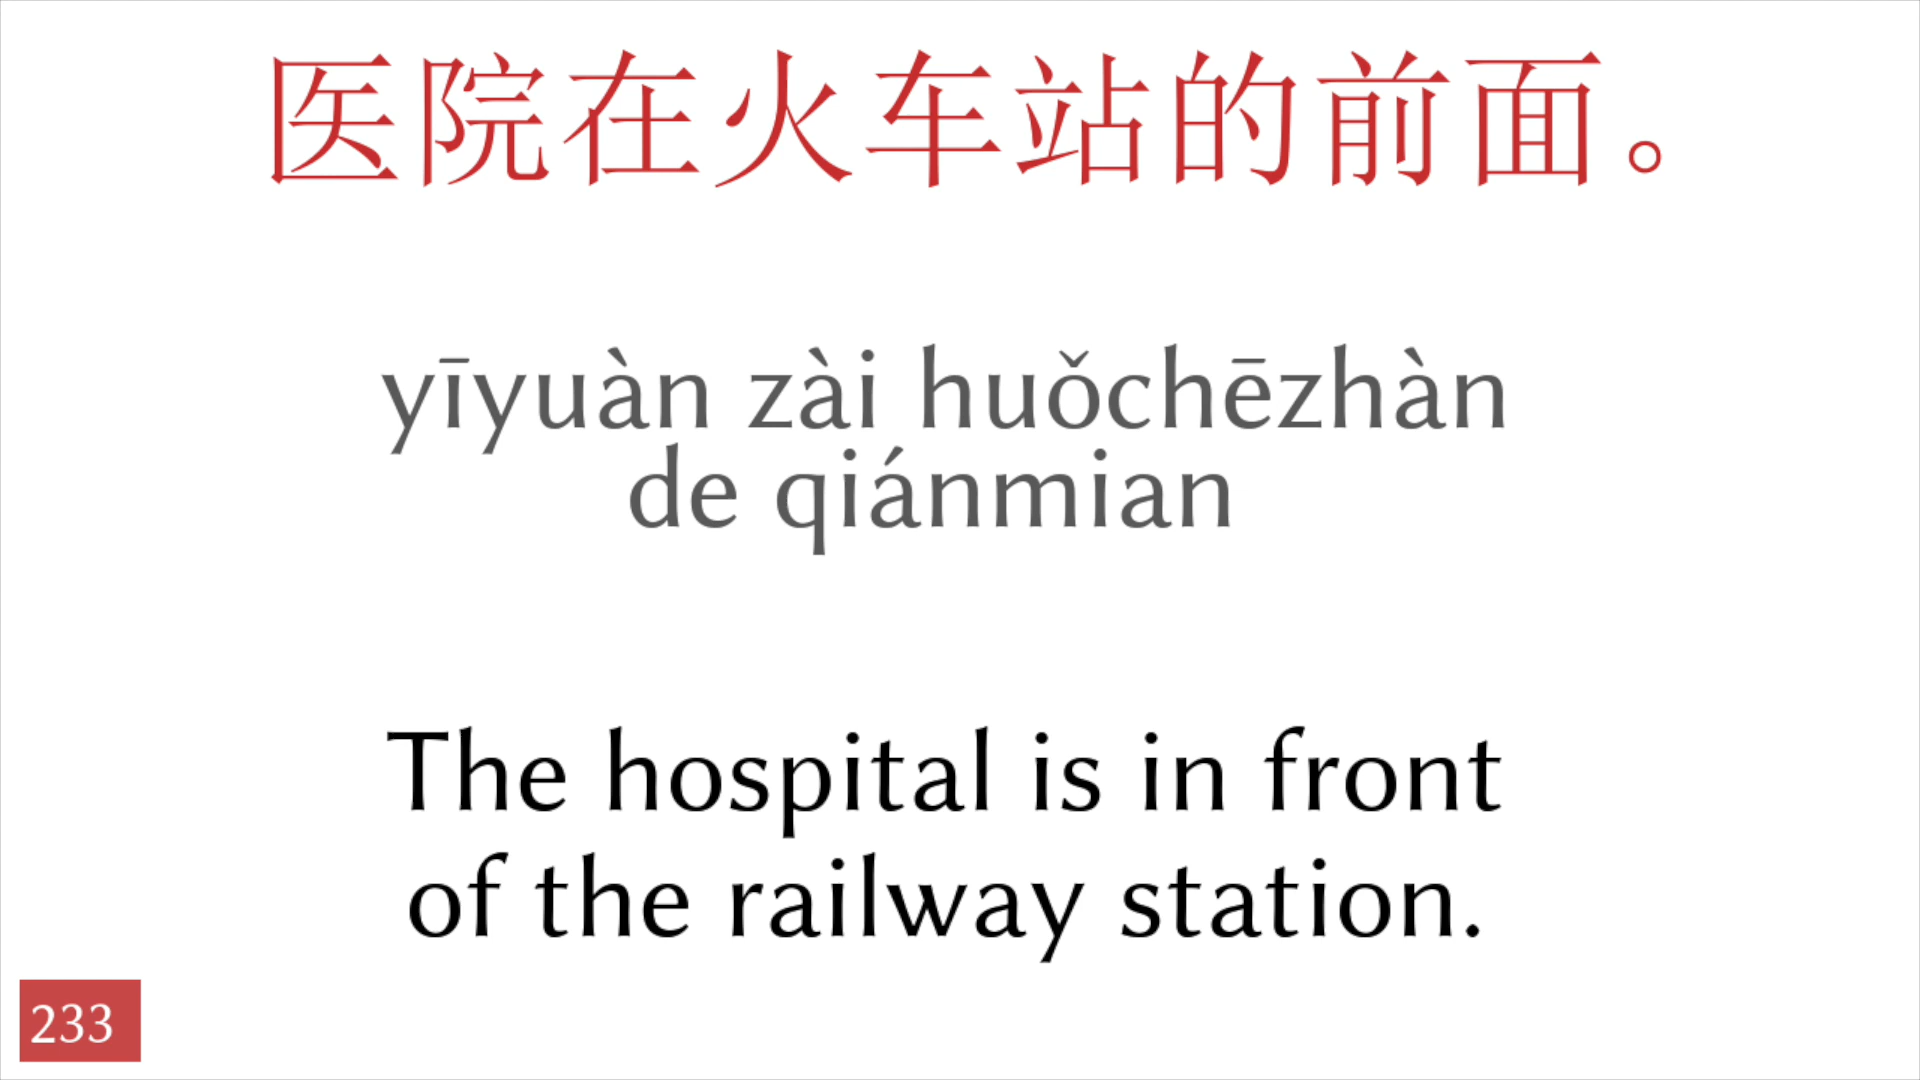 医院在火车站的前面。
yīyuàn zài huǒchēzhàn
de qiánmian
The hospital is in front
of the railway station.
233